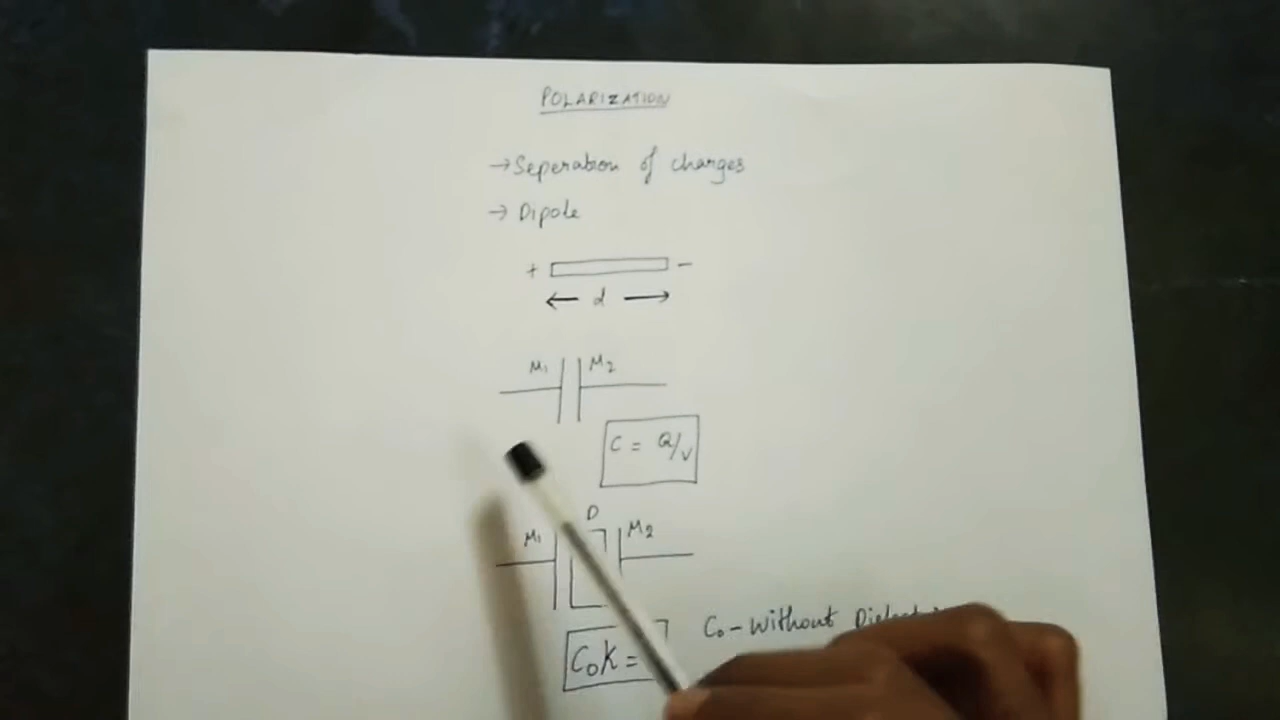 POLARIZATION
→ Seperation of charges
→ Dipole
+ -
← d →
M1 M2
C = Q/V
D
M1 M2
C0 - Without
C0K =